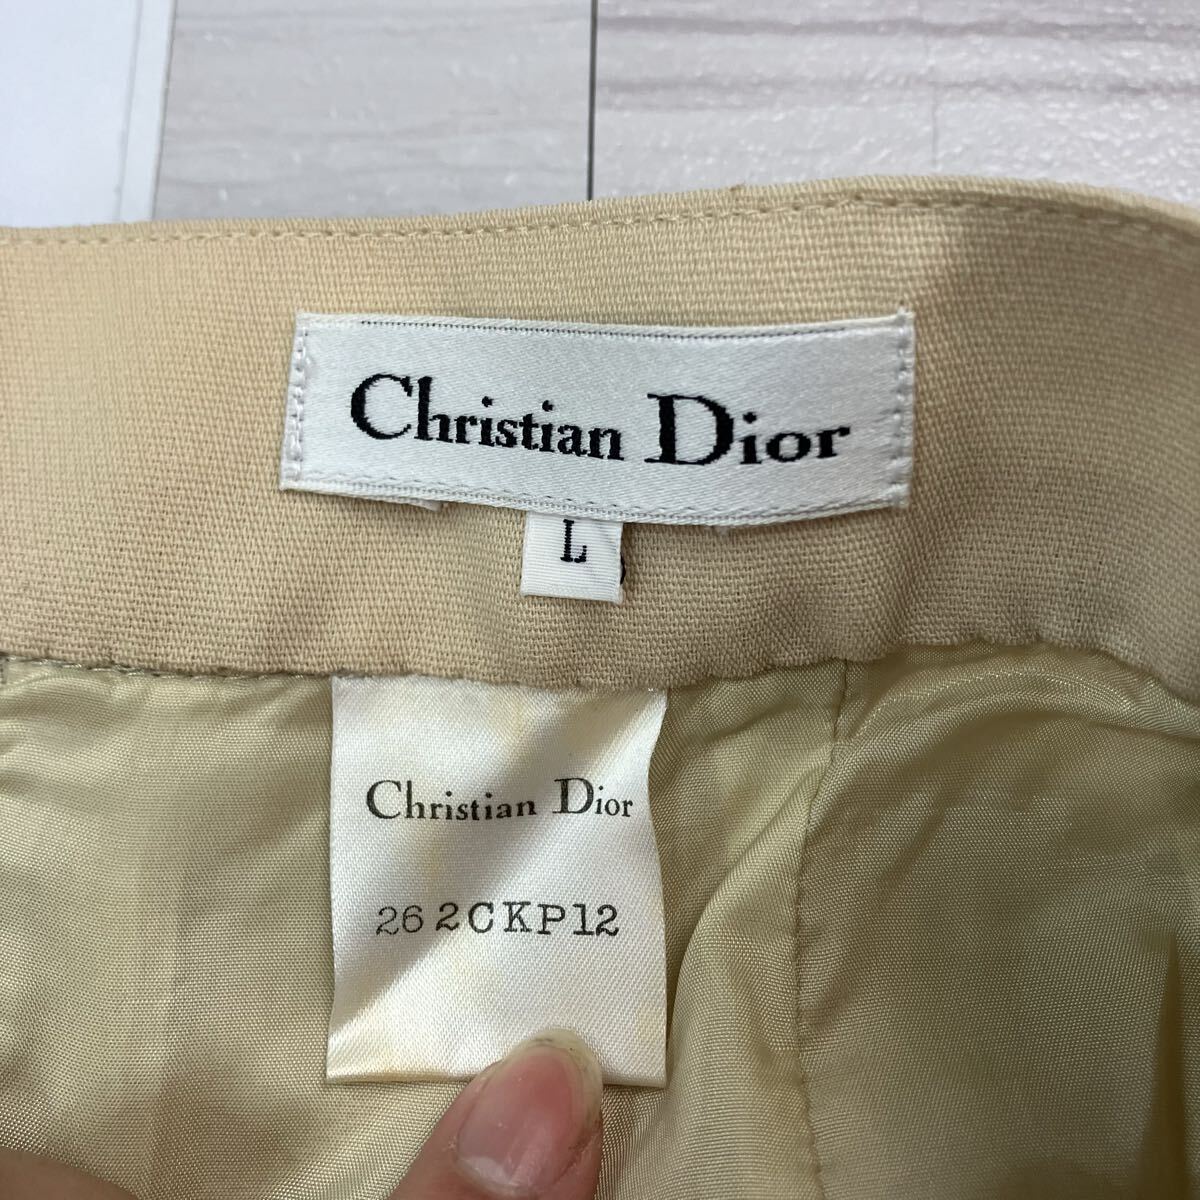 Christian Dior
L
Christian Dior
26 2CKP12